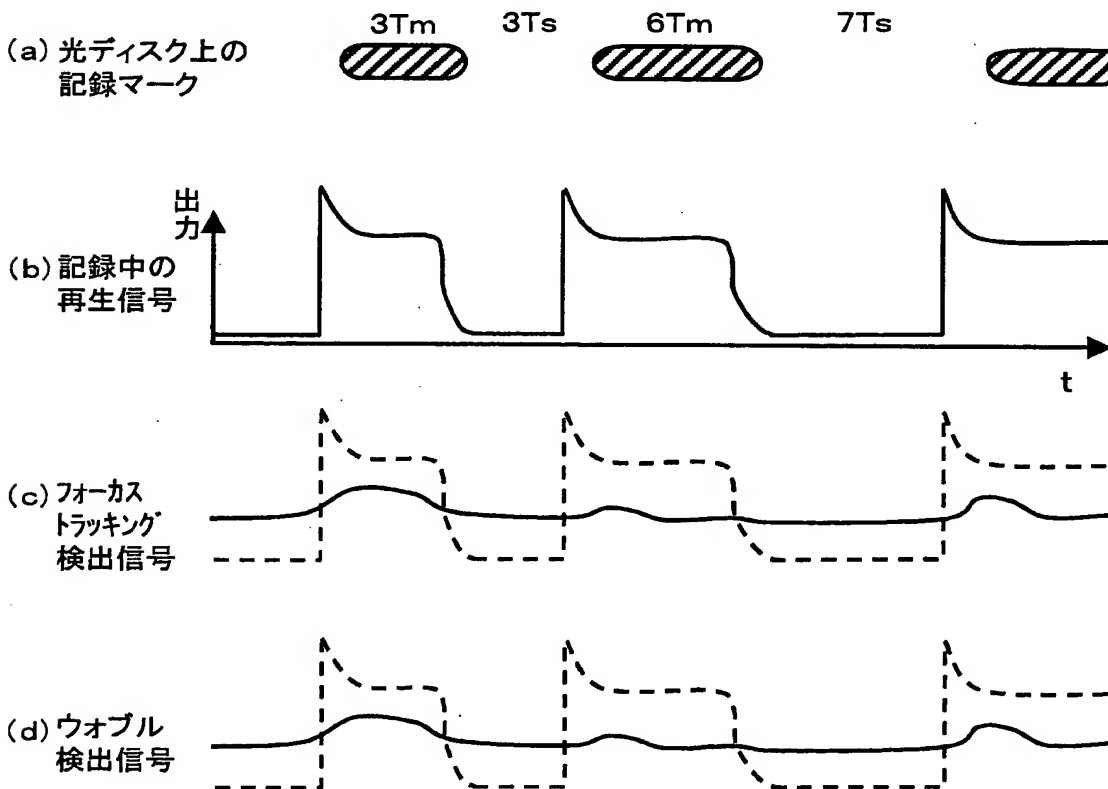 3Tm 3Ts 6Tm 7Ts
(a) 光ディスク上の
記録マーク
出力
(b) 記録中の
再生信号
t
(c) フォーカス
トラッキング
検出信号
(d) ウォブル
検出信号